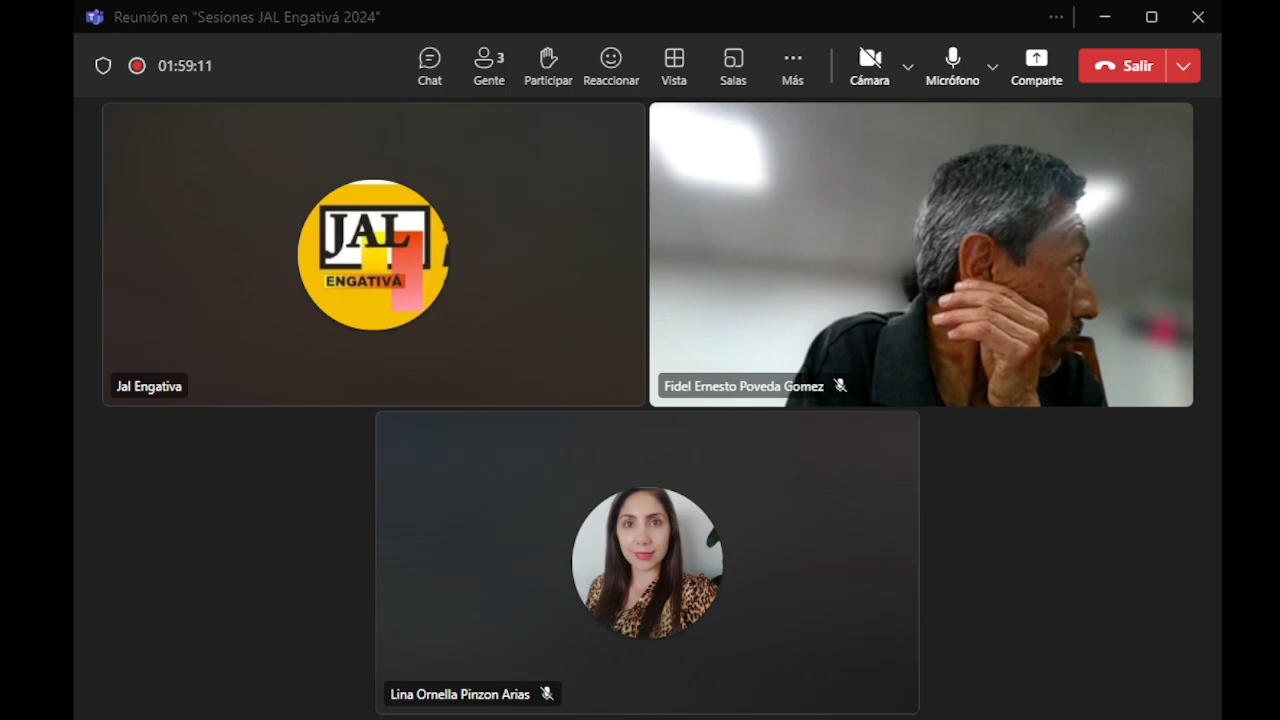 Reunión en "Sesiones JAL Engativá 2024"
01:59:11
3
Chat
Gente
Participar
Reaccionar
Vista
Salas
Más
Cámara
Micrófono
Comparte
Salir
JAL
ENGATIVÁ
Jal Engativa
Fidel Ernesto Poveda Gomez
Lina Ornella Pinzon Arias